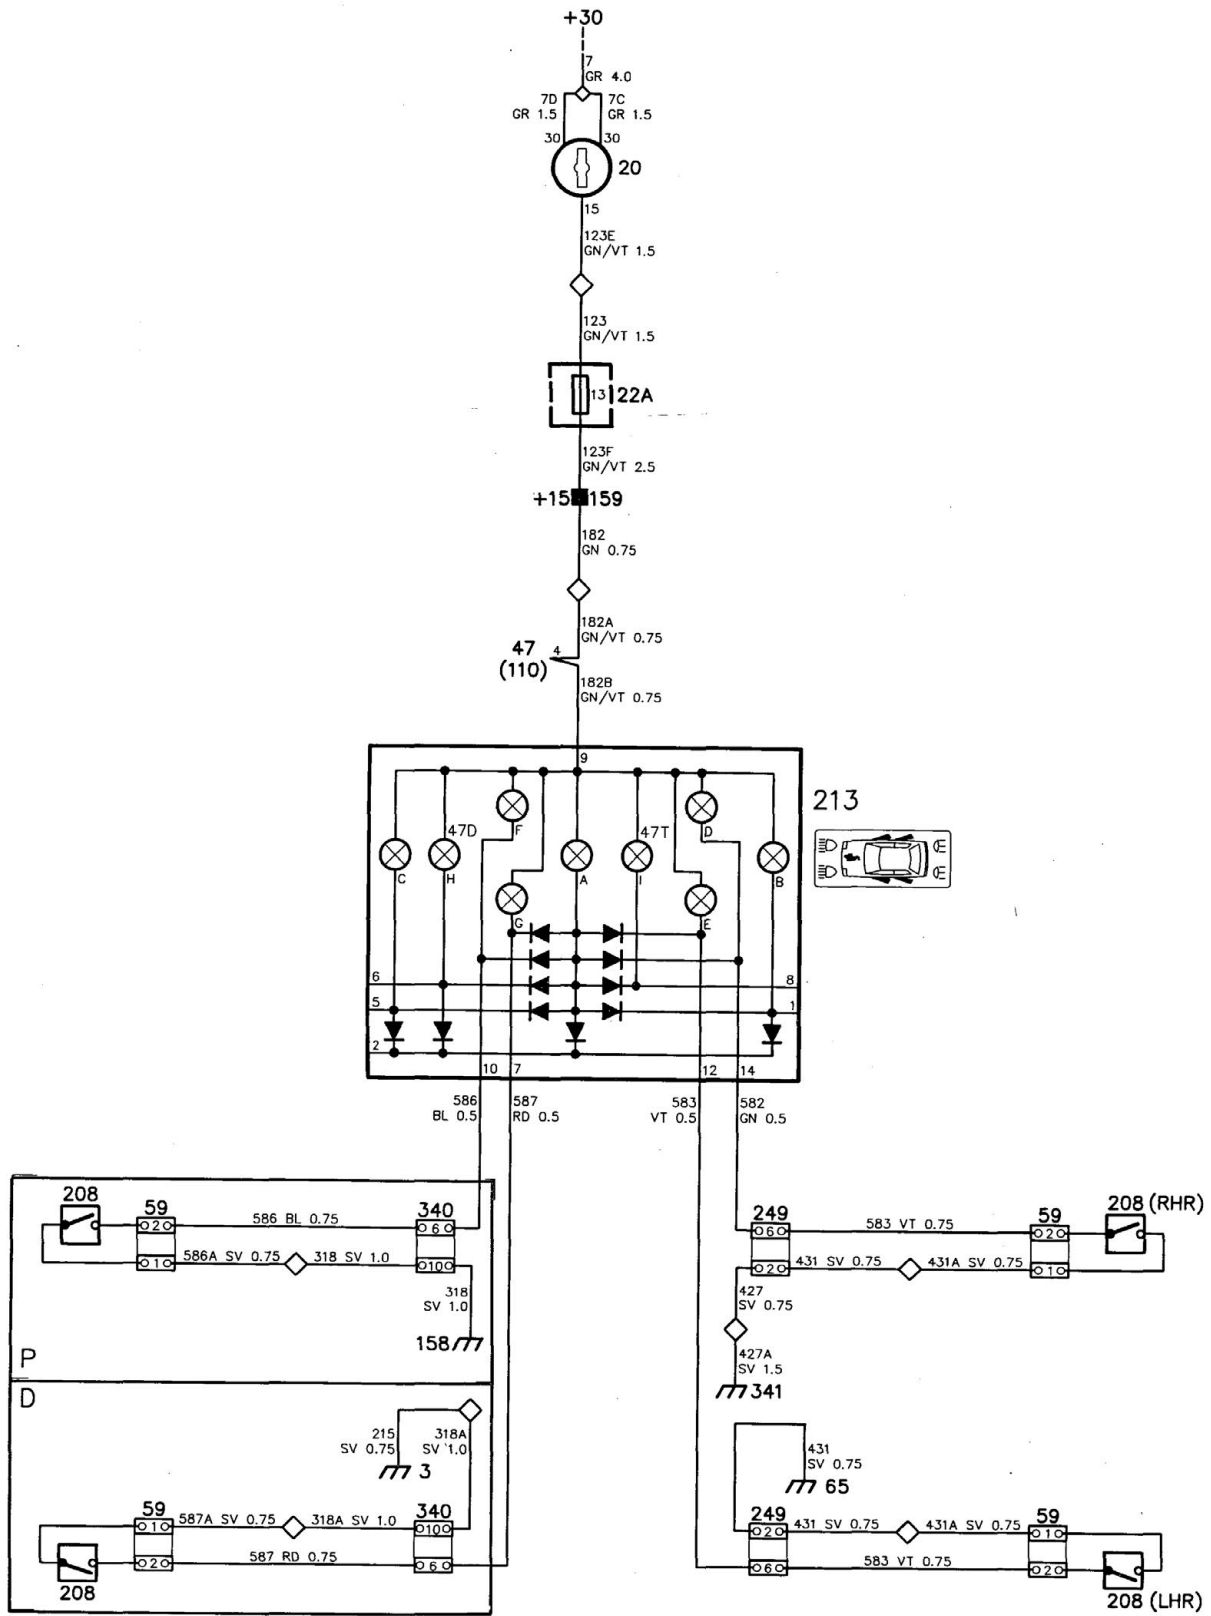 +30
7
GR 4.0
7D
GR 1.5
7C
GR 1.5
30
30
20
15
123E
GN/VT 1.5
123
GN/VT 1.5
13
22A
123F
GN/VT 2.5
+15
159
182
GN 0.75
182A
GN/VT 0.75
47
(110)
4
182B
GN/VT 0.75
9
213
47D
F
47T
D
C
H
A
I
B
G
E
6
8
5
1
2
10
7
12
14
586
BL 0.5
587
RD 0.5
583
VT 0.5
582
GN 0.5
208
59
2
586 BL 0.75
340
6
1
586A SV 0.75
318 SV 1.0
10
318
SV 1.0
158
P
249
6
583 VT 0.75
59
2
208 (RHR)
2
431 SV 0.75
431A SV 0.75
1
427
SV 0.75
427A
SV 1.5
341
D
215
SV 0.75
318A
SV 1.0
3
59
1
587A SV 0.75
318A SV 1.0
340
10
2
587 RD 0.75
6
208
431
SV 0.75
65
249
2
431 SV 0.75
431A SV 0.75
59
1
6
583 VT 0.75
2
208 (LHR)